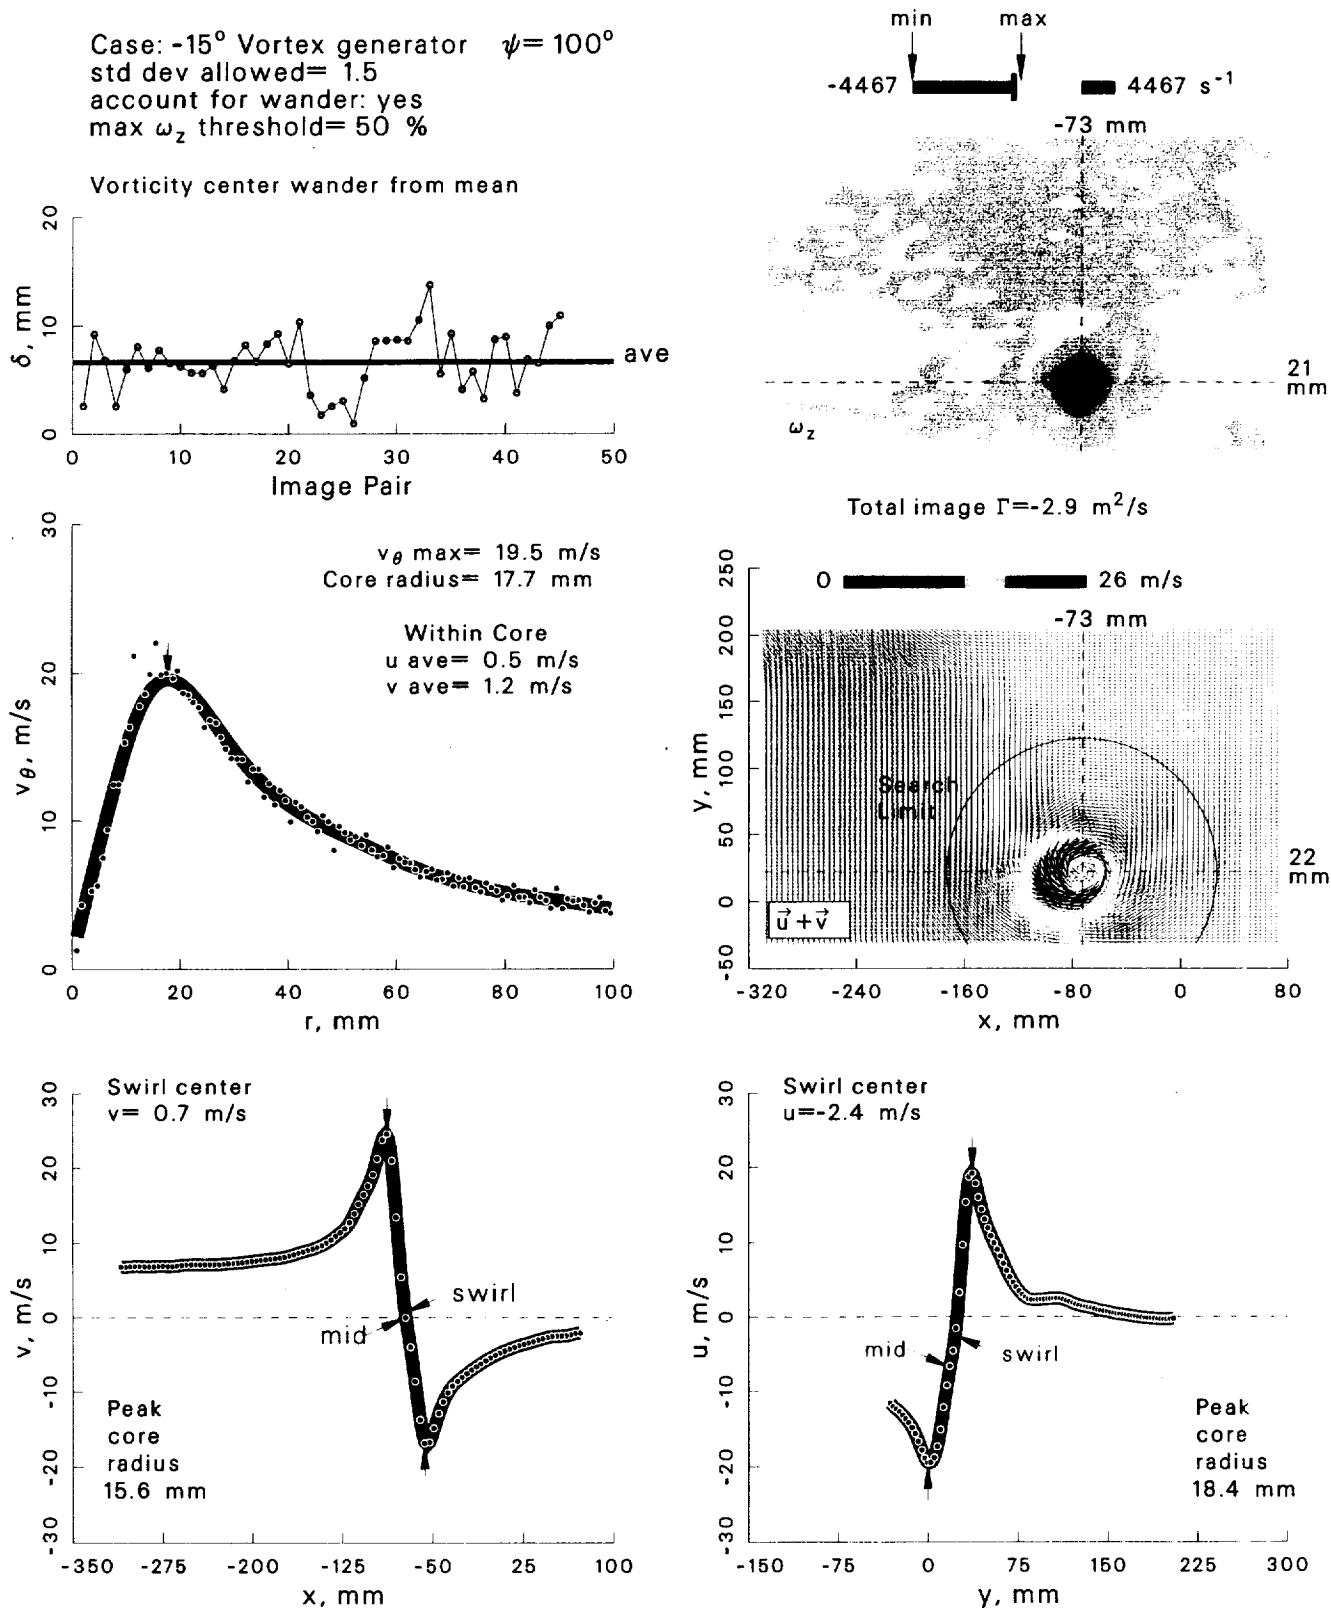 Case: -15° Vortex generator ψ= 100°
std dev allowed= 1.5
account for wander: yes
max ω_z threshold= 50 %
Vorticity center wander from mean
20
10
0
δ, mm
ave
0 10 20 30 40 50
Image Pair
min max
-4467 4467 s⁻¹
-73 mm
21
mm
ω_z
Total image Γ=-2.9 m²/s
30
20
10
0
v_θ, m/s
v_θ max= 19.5 m/s
Core radius= 17.7 mm
Within Core
u ave= 0.5 m/s
v ave= 1.2 m/s
0 20 40 60 80 100
r, mm
250
200
150
100
50
0
-50
y, mm
0 26 m/s
-73 mm
Search
Limit
22
mm
u⃗ + v⃗
-320 -240 -160 -80 0 80
x, mm
Swirl center
v= 0.7 m/s
30
20
10
0
-10
-20
-30
v, m/s
swirl
mid
Peak
core
radius
15.6 mm
-350 -275 -200 -125 -50 25 100
x, mm
Swirl center
u=-2.4 m/s
30
20
10
0
-10
-20
-30
u, m/s
mid
swirl
Peak
core
radius
18.4 mm
-150 -75 0 75 150 225 300
y, mm